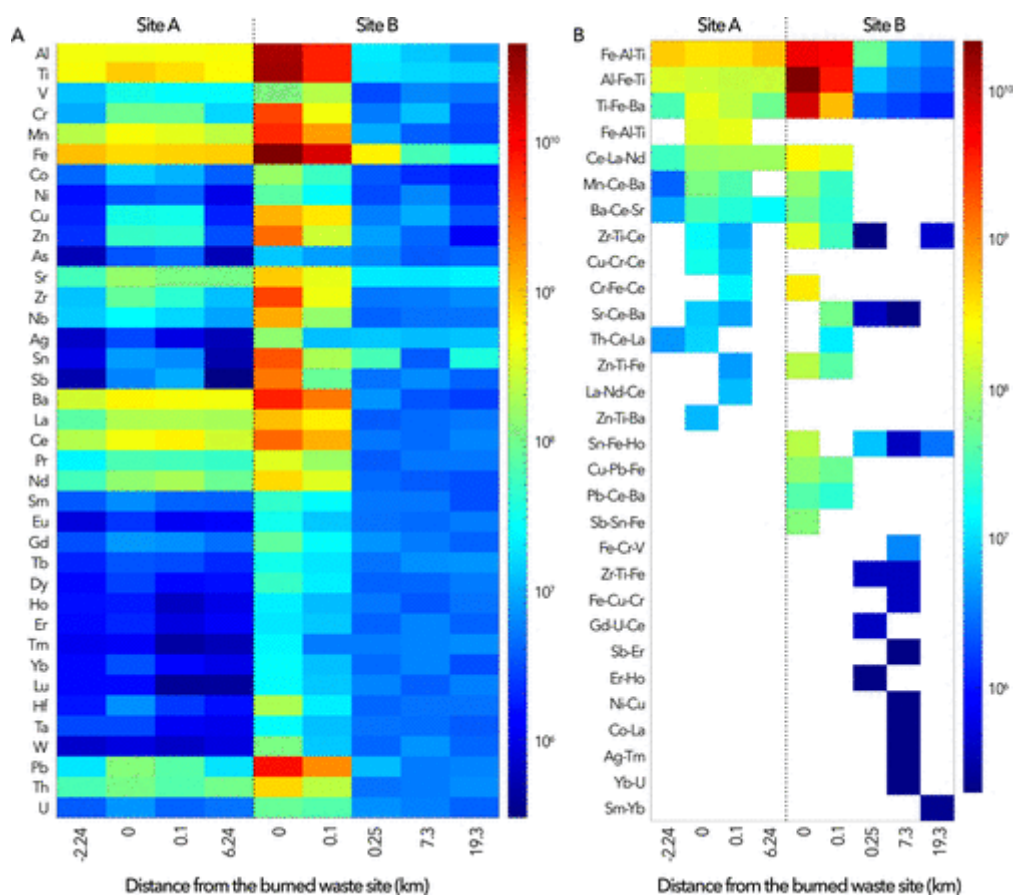 Site A
Site B
A
Al
Ti
V
Cr
Mn
Fe
Co
Ni
Cu
Zn
As
Sr
Zr
Nb
Ag
Sn
Sb
Ba
La
Ce
Pr
Nd
Sm
Eu
Gd
Tb
Dy
Ho
Er
Tm
Yb
Lu
Hf
Ta
W
Pb
Th
U
-2.24
0
0.1
6.24
0
0.1
0.25
7.3
19.3
Distance from the burned waste site (km)
10¹⁰
10⁹
10⁸
10⁷
10⁶
Site A
Site B
B
Fe-Al-Ti
Al-Fe-Ti
Ti-Fe-Ba
Fe-Al-Ti
Ce-La-Nd
Mn-Ce-Ba
Ba-Ce-Sr
Zr-Ti-Ce
Cu-Cr-Ce
Cr-Fe-Ce
Sr-Ce-Ba
Th-Ce-La
Zn-Ti-Fe
La-Nd-Ce
Zn-Ti-Ba
Sn-Fe-Ho
Cu-Pb-Fe
Pb-Ce-Ba
Sb-Sn-Fe
Fe-Cr-V
Zr-Ti-Fe
Fe-Cu-Cr
Gd-U-Ce
Sb-Er
Er-Ho
Ni-Cu
Co-La
Ag-Tm
Yb-U
Sm-Yb
-2.24
0
0.1
6.24
0
0.1
0.25
7.3
19.3
Distance from the burned waste site (km)
10¹⁰
10⁹
10⁸
10⁷
10⁶